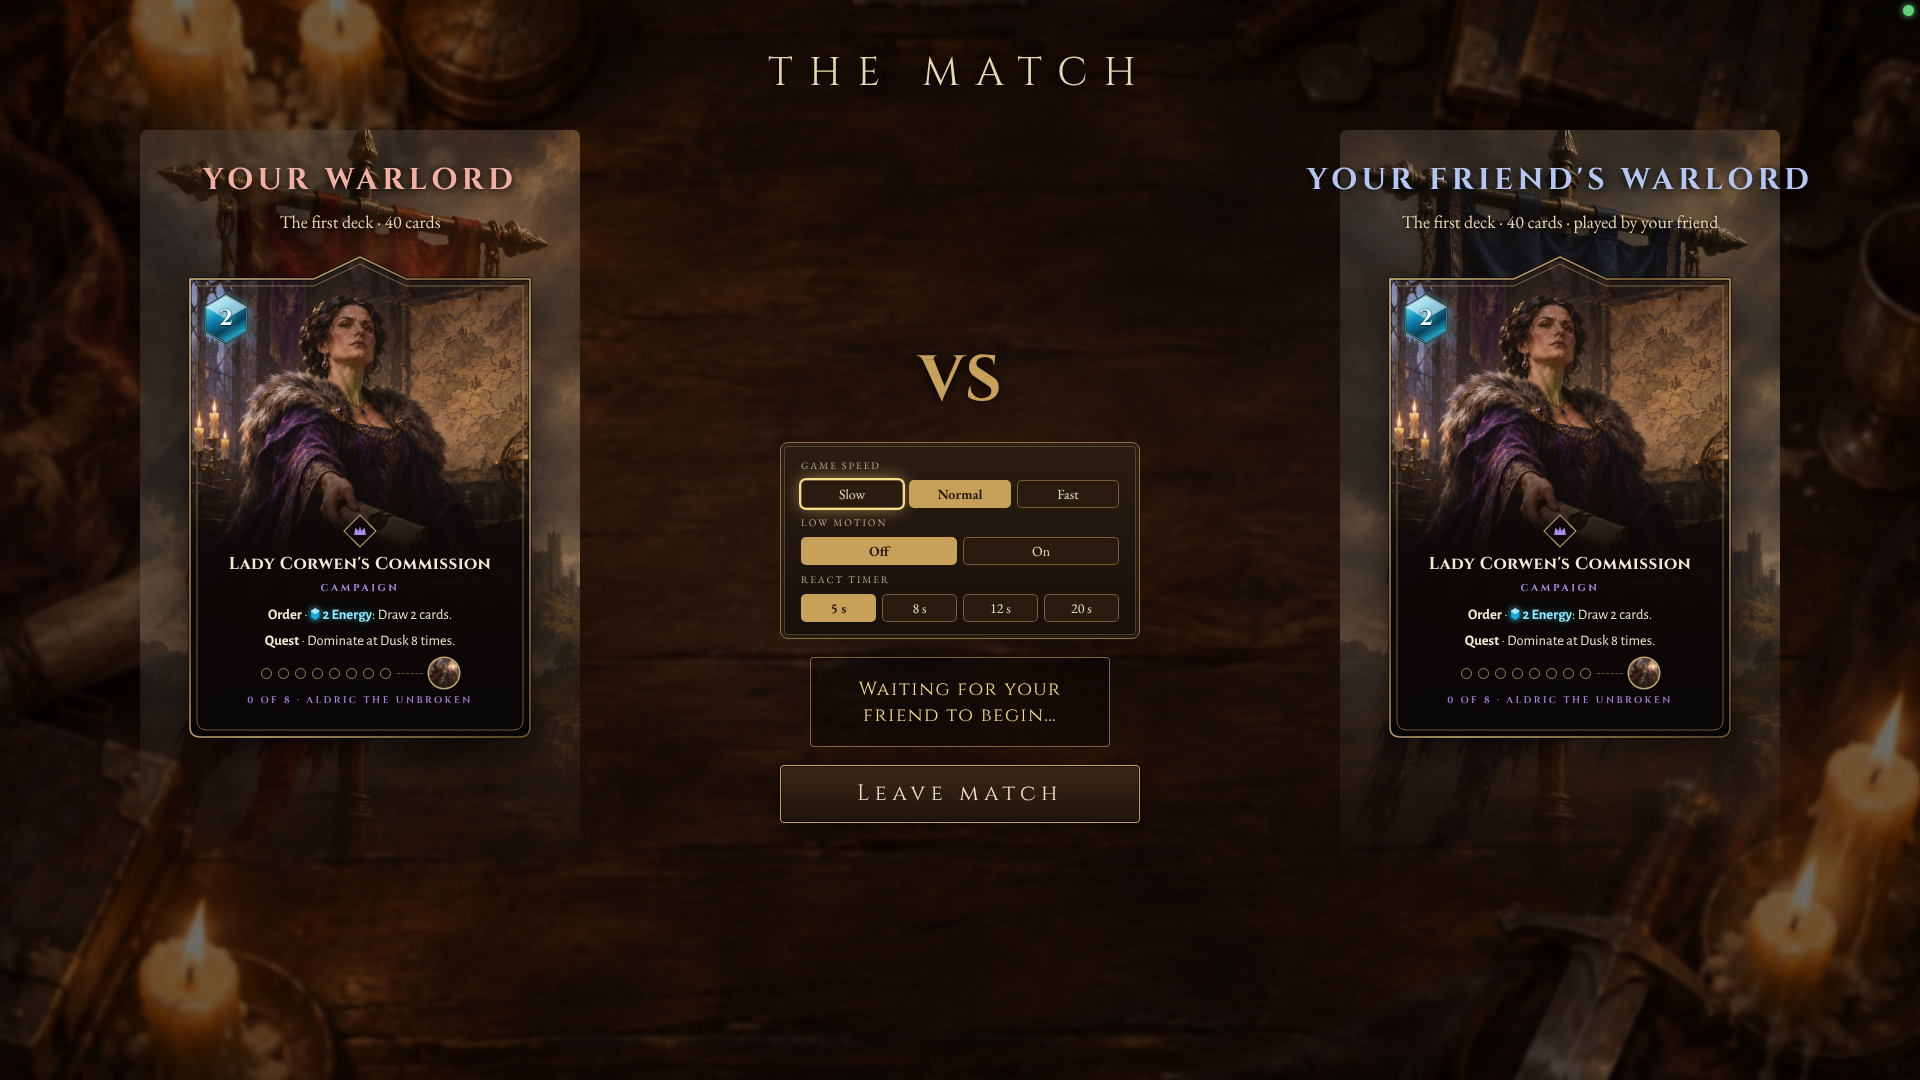 THE MATCH
YOUR WARLORD
The first deck · 40 cards
2
LADY CORWEN'S COMMISSION
CAMPAIGN
Order · 2 Energy: Draw 2 cards.
Quest · Dominate at Dusk 8 times.
0 OF 8 · ALDRIC THE UNBROKEN
VS
GAME SPEED
Slow Normal Fast
LOW MOTION
Off On
REACT TIMER
5 s 8 s 12 s 20 s
WAITING FOR YOUR
FRIEND TO BEGIN...
LEAVE MATCH
YOUR FRIEND'S WARLORD
The first deck · 40 cards · played by your friend
2
LADY CORWEN'S COMMISSION
CAMPAIGN
Order · 2 Energy: Draw 2 cards.
Quest · Dominate at Dusk 8 times.
0 OF 8 · ALDRIC THE UNBROKEN